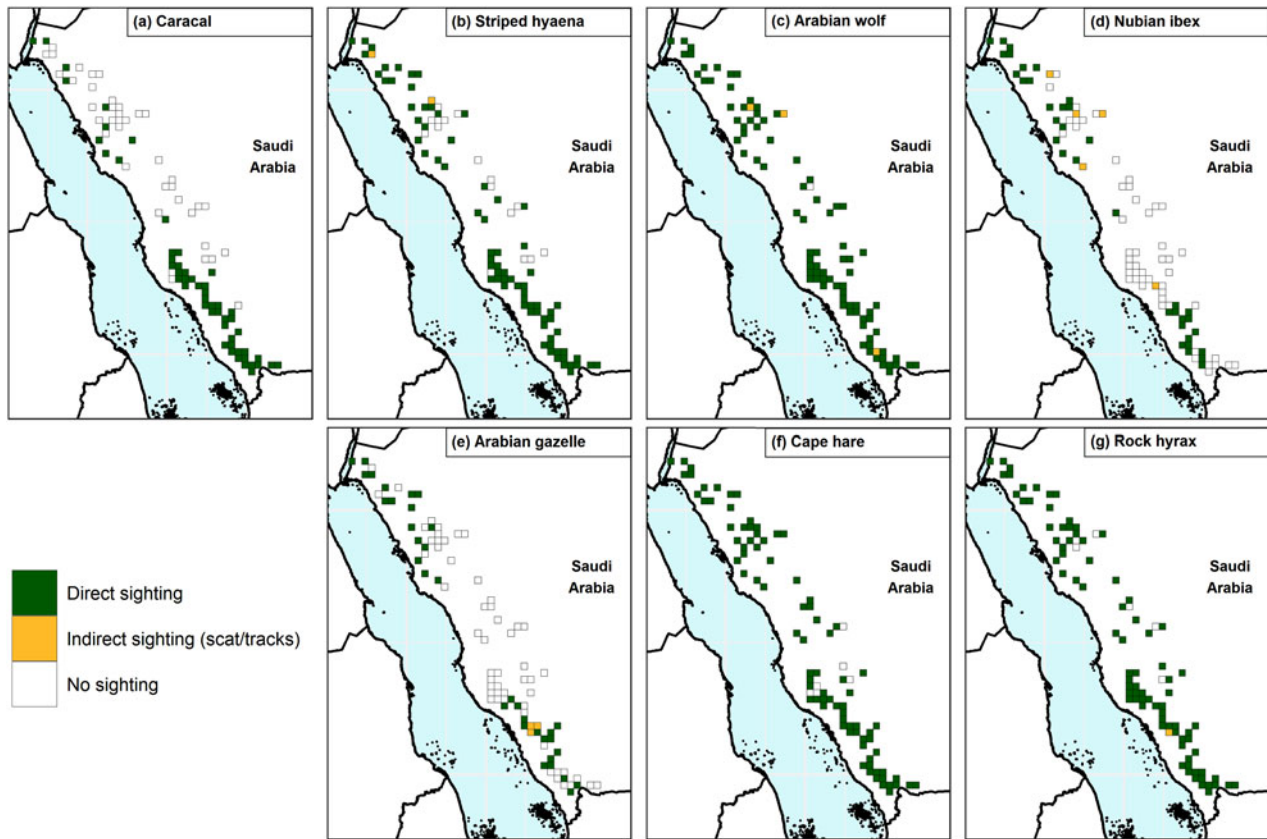 (a) Caracal
(b) Striped hyaena
(c) Arabian wolf
(d) Nubian ibex
Saudi
Arabia
Saudi
Arabia
Saudi
Arabia
Saudi
Arabia
(e) Arabian gazelle
(f) Cape hare
(g) Rock hyrax
Saudi
Arabia
Saudi
Arabia
Saudi
Arabia
Direct sighting
Indirect sighting (scat/tracks)
No sighting